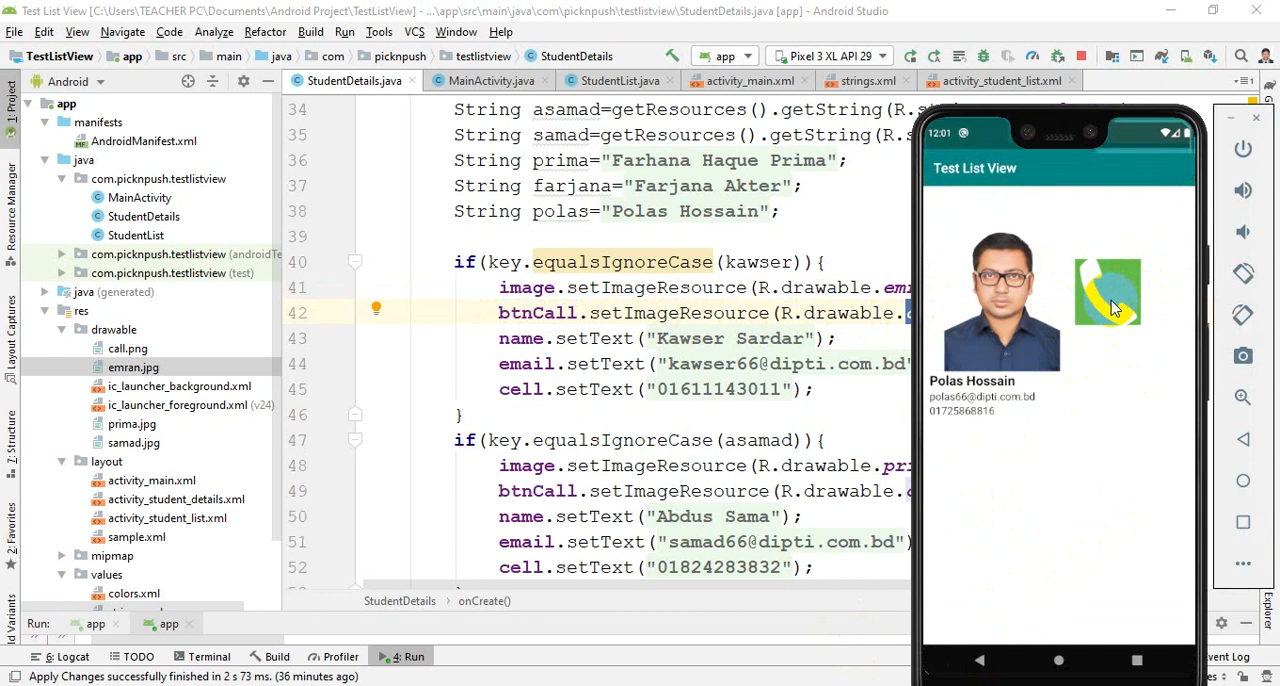 Test List View [C:\Users\TEACHER PC\Documents\Android Project\TestListView] - ...\app\src\main\java\com\picknpush\testlistview\StudentDetails.java [app] - Android Studio
File Edit View Navigate Code Analyze Refactor Build Run Tools VCS Window Help
TestListView app src main java com picknpush testlistview StudentDetails app Pixel 3 XL API 29
Android StudentDetails.java MainActivity.java StudentList.java activity_main.xml strings.xml activity_student_list.xml
1: Project
Resource Manager
Layout Captures
7: Structure
2: Favorites
app
manifests
AndroidManifest.xml
java
com.picknpush.testlistview
MainActivity
StudentDetails
StudentList
com.picknpush.testlistview (androidTe
com.picknpush.testlistview (test)
java (generated)
res
drawable
call.png
emran.jpg
ic_launcher_background.xml
ic_launcher_foreground.xml (v24)
prima.jpg
samad.jpg
layout
activity_main.xml
activity_student_details.xml
activity_student_list.xml
sample.xml
mipmap
values
colors.xml
34 String asamad=getResources().getString(R.s
35 String samad=getResources().getString(R.s
36 String prima="Farhana Haque Prima";
37 String farjana="Farjana Akter";
38 String polas="Polas Hossain";
39
40 if(key.equalsIgnoreCase(kawser)){
41 image.setImageResource(R.drawable.em
42 btnCall.setImageResource(R.drawable.
43 name.setText("Kawser Sardar");
44 email.setText("kawser66@dipti.com.bd"
45 cell.setText("01611143011");
46 }
47 if(key.equalsIgnoreCase(asamad)){
48 image.setImageResource(R.drawable.pri
49 btnCall.setImageResource(R.drawable.
50 name.setText("Abdus Sama");
51 email.setText("samad66@dipti.com.bd")
52 cell.setText("01824283832");
StudentDetails onCreate()
12:01
Test List View
Polas Hossain
polas66@dipti.com.bd
01725868816
Run: app app
6: Logcat TODO Terminal Build Profiler 4: Run
Apply Changes successfully finished in 2 s 73 ms. (36 minutes ago)